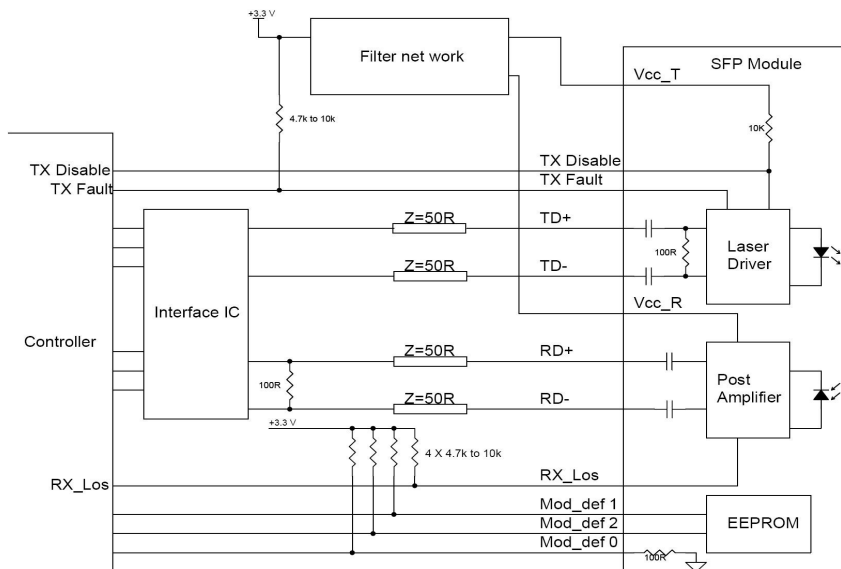 +3.3 V
Filter net work
SFP Module
Vcc_T
4.7k to 10k
10K
TX Disable
TX Disable
TX Fault
TX Fault
Z=50R
TD+
100R
Laser
Driver
Z=50R
TD-
Interface IC
Vcc_R
Controller
Z=50R
RD+
100R
Post
Amplifier
Z=50R
RD-
+3.3 V
4 X 4.7k to 10k
RX_Los
RX_Los
Mod_def 1
Mod_def 2
EEPROM
Mod_def 0
100R